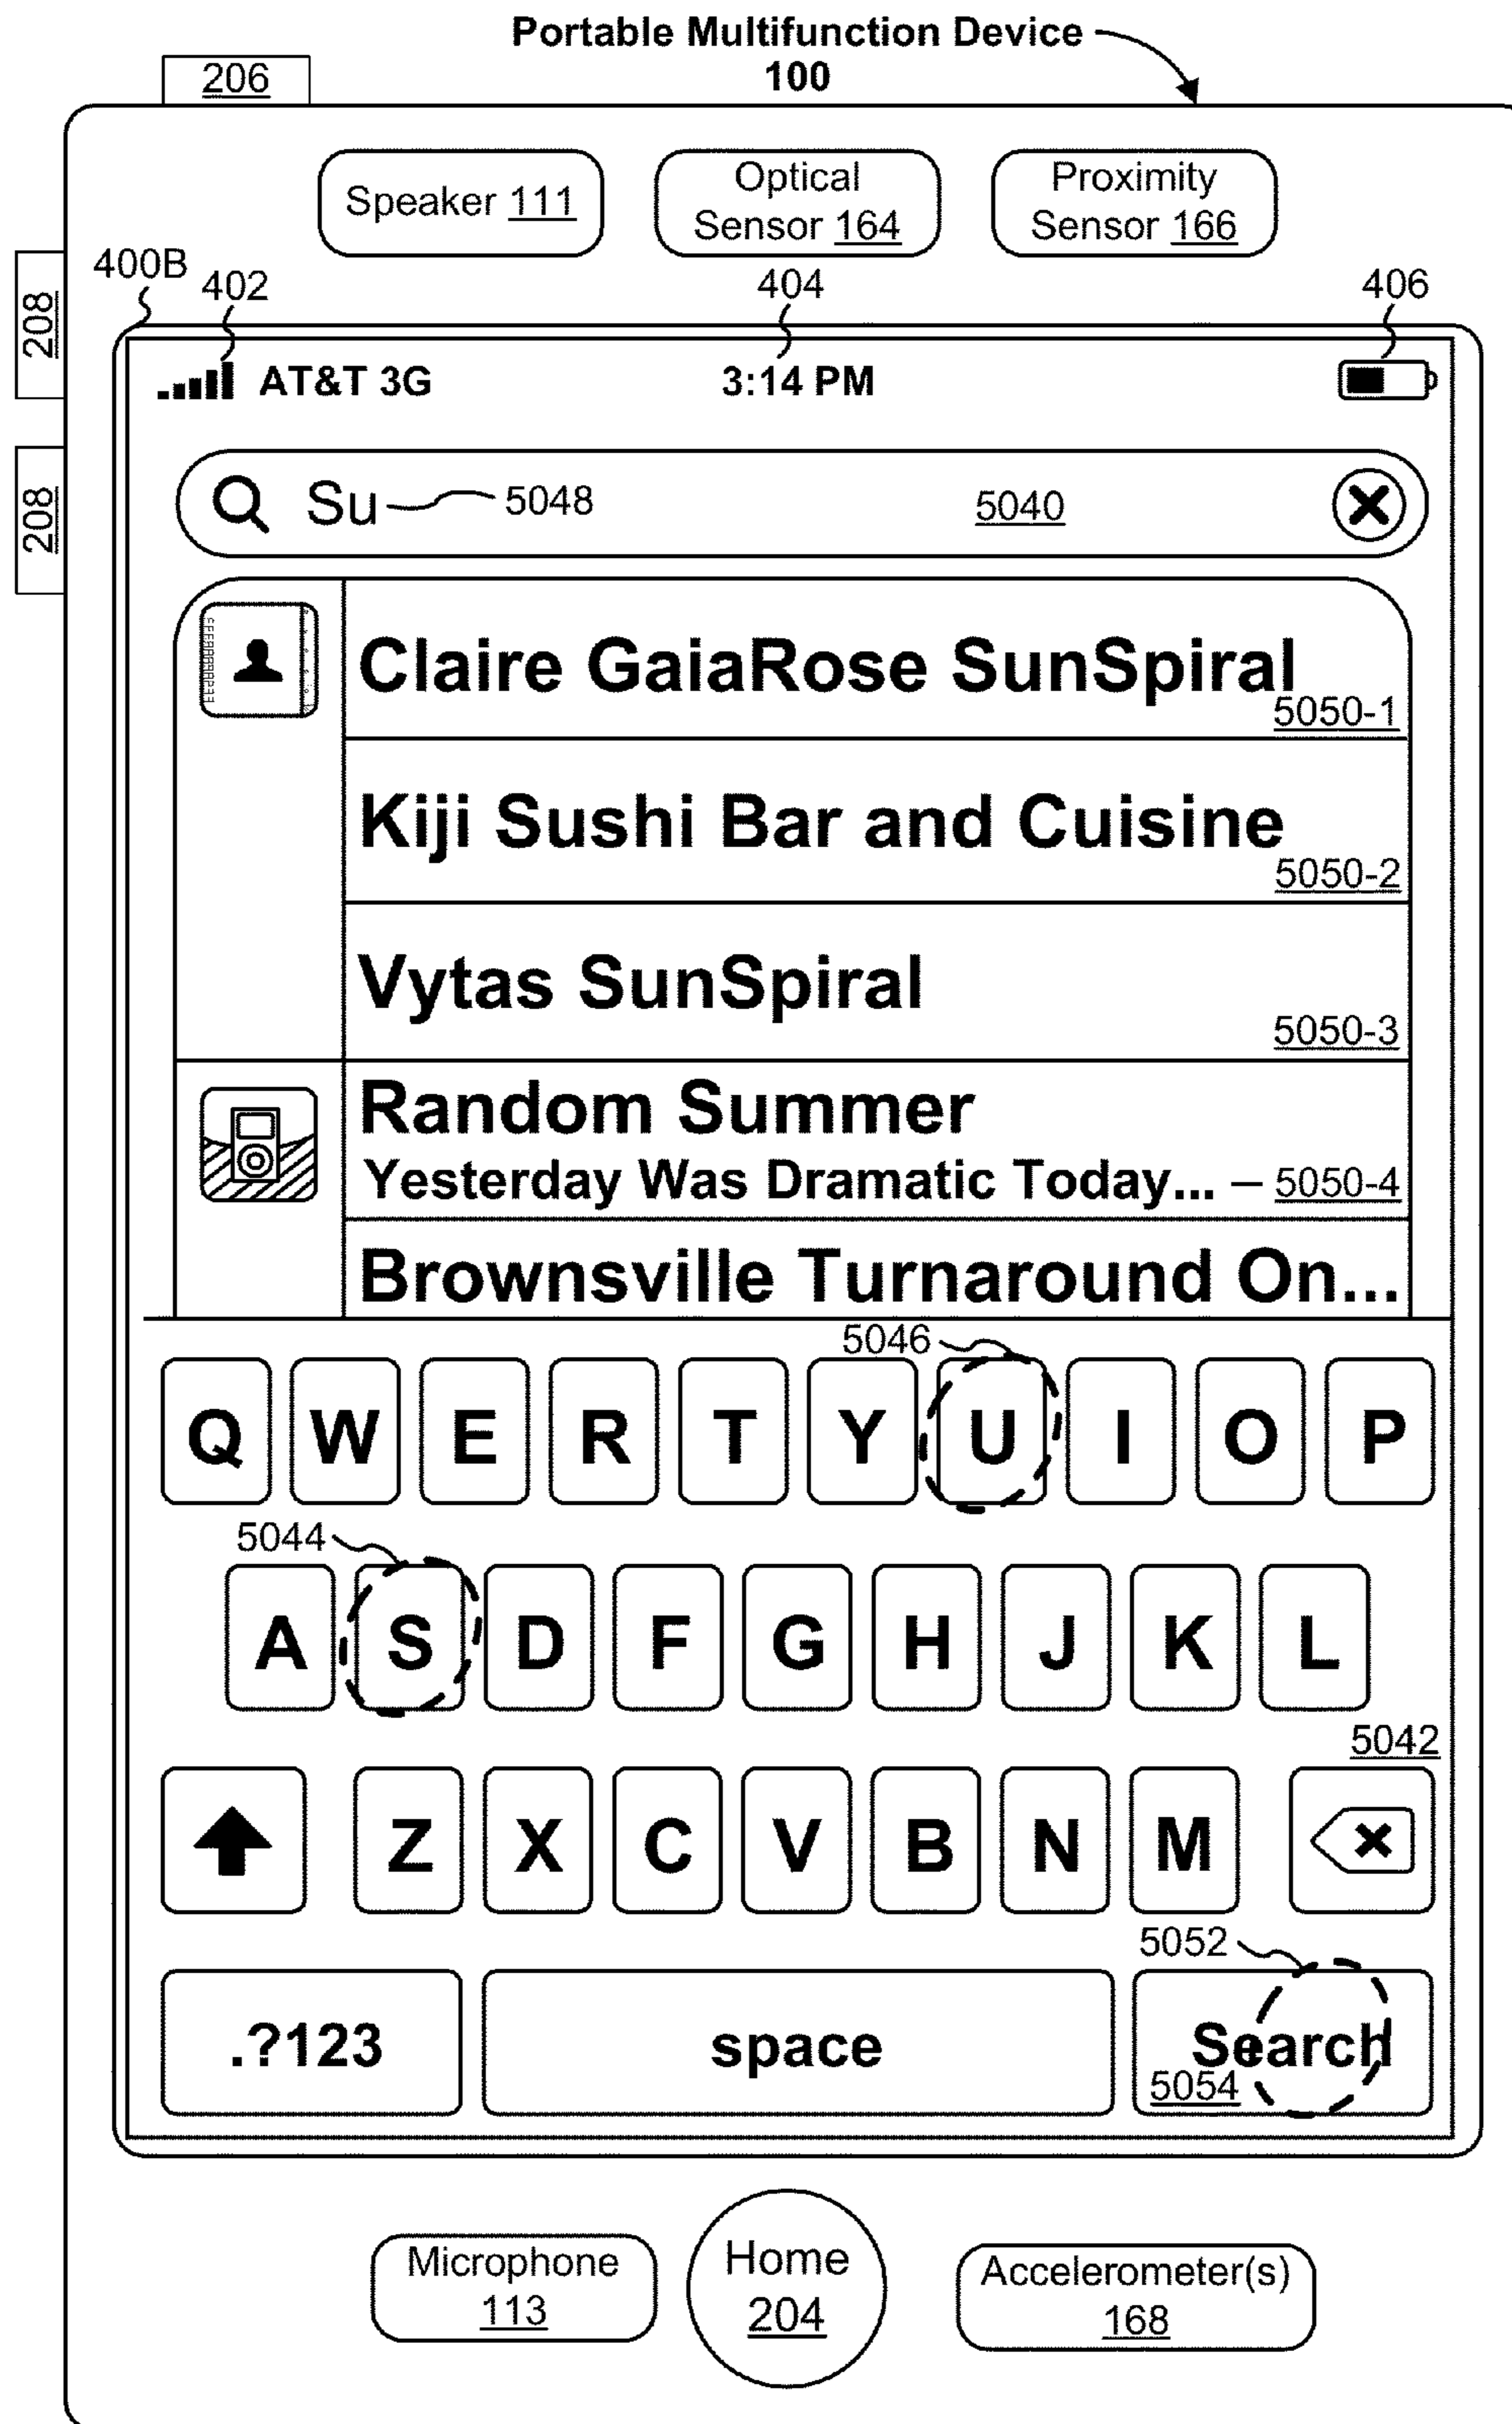 Portable Multifunction Device
100
206
Speaker 111
Optical
Sensor 164
Proximity
Sensor 166
208
208
400B
402
404
406
AT&T 3G
3:14 PM
Su
5048
5040
Claire GaiaRose SunSpiral
5050-1
Kiji Sushi Bar and Cuisine
5050-2
Vytas SunSpiral
5050-3
Random Summer
Yesterday Was Dramatic Today... – 5050-4
Brownsville Turnaround On...
5046
Q W E R T Y U I O P
5044
A S D F G H J K L
5042
Z X C V B N M
5052
.?123 space Search
5054
Microphone
113
Home
204
Accelerometer(s)
168